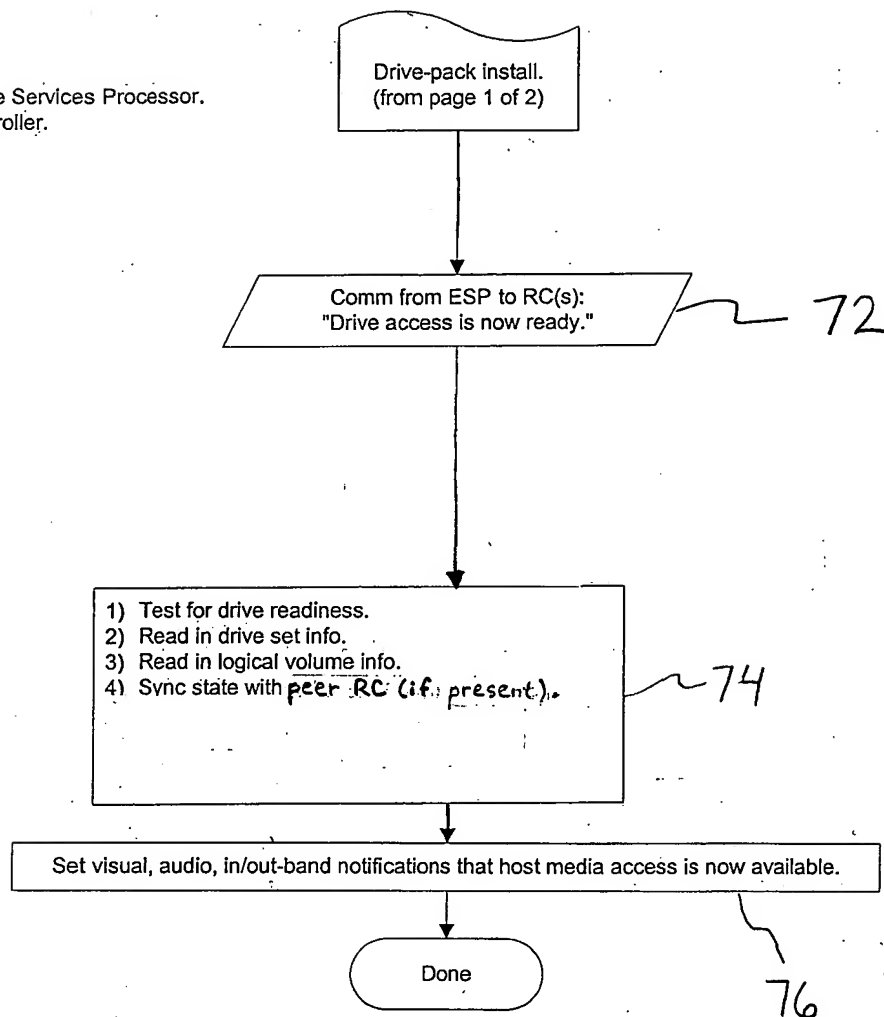 Drive-pack install.
(from page 1 of 2)
e Services Processor.
roller.
Comm from ESP to RC(s):
"Drive access is now ready."
72
1) Test for drive readiness.
2) Read in drive set info.
3) Read in logical volume info.
4) Sync state with peer RC (if present).
74
Set visual, audio, in/out-band notifications that host media access is now available.
Done
76